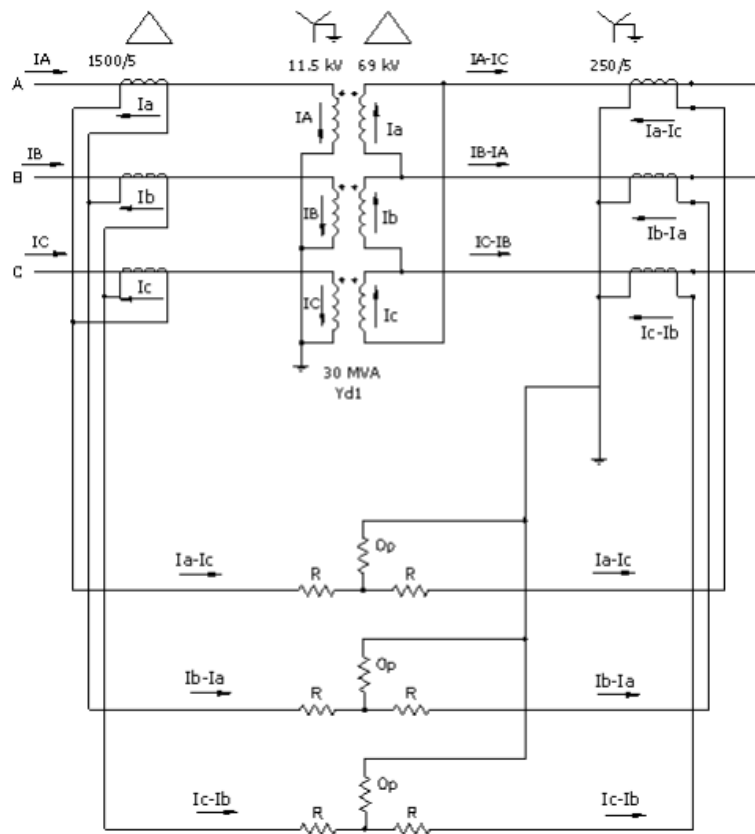 IA 1500/5 11.5 kV 69 kV IA-IC 250/5
A Ia IA Ia Ia-Ic
IB IB-IA
B Ib IB Ib Ib-Ia
IC IC-IB
C Ic IC Ic Ic-Ib
30 MVA
Yd1
Ia-Ic R Op R Ia-Ic
Ib-Ia R Op R Ib-Ia
Ic-Ib R Op R Ic-Ib